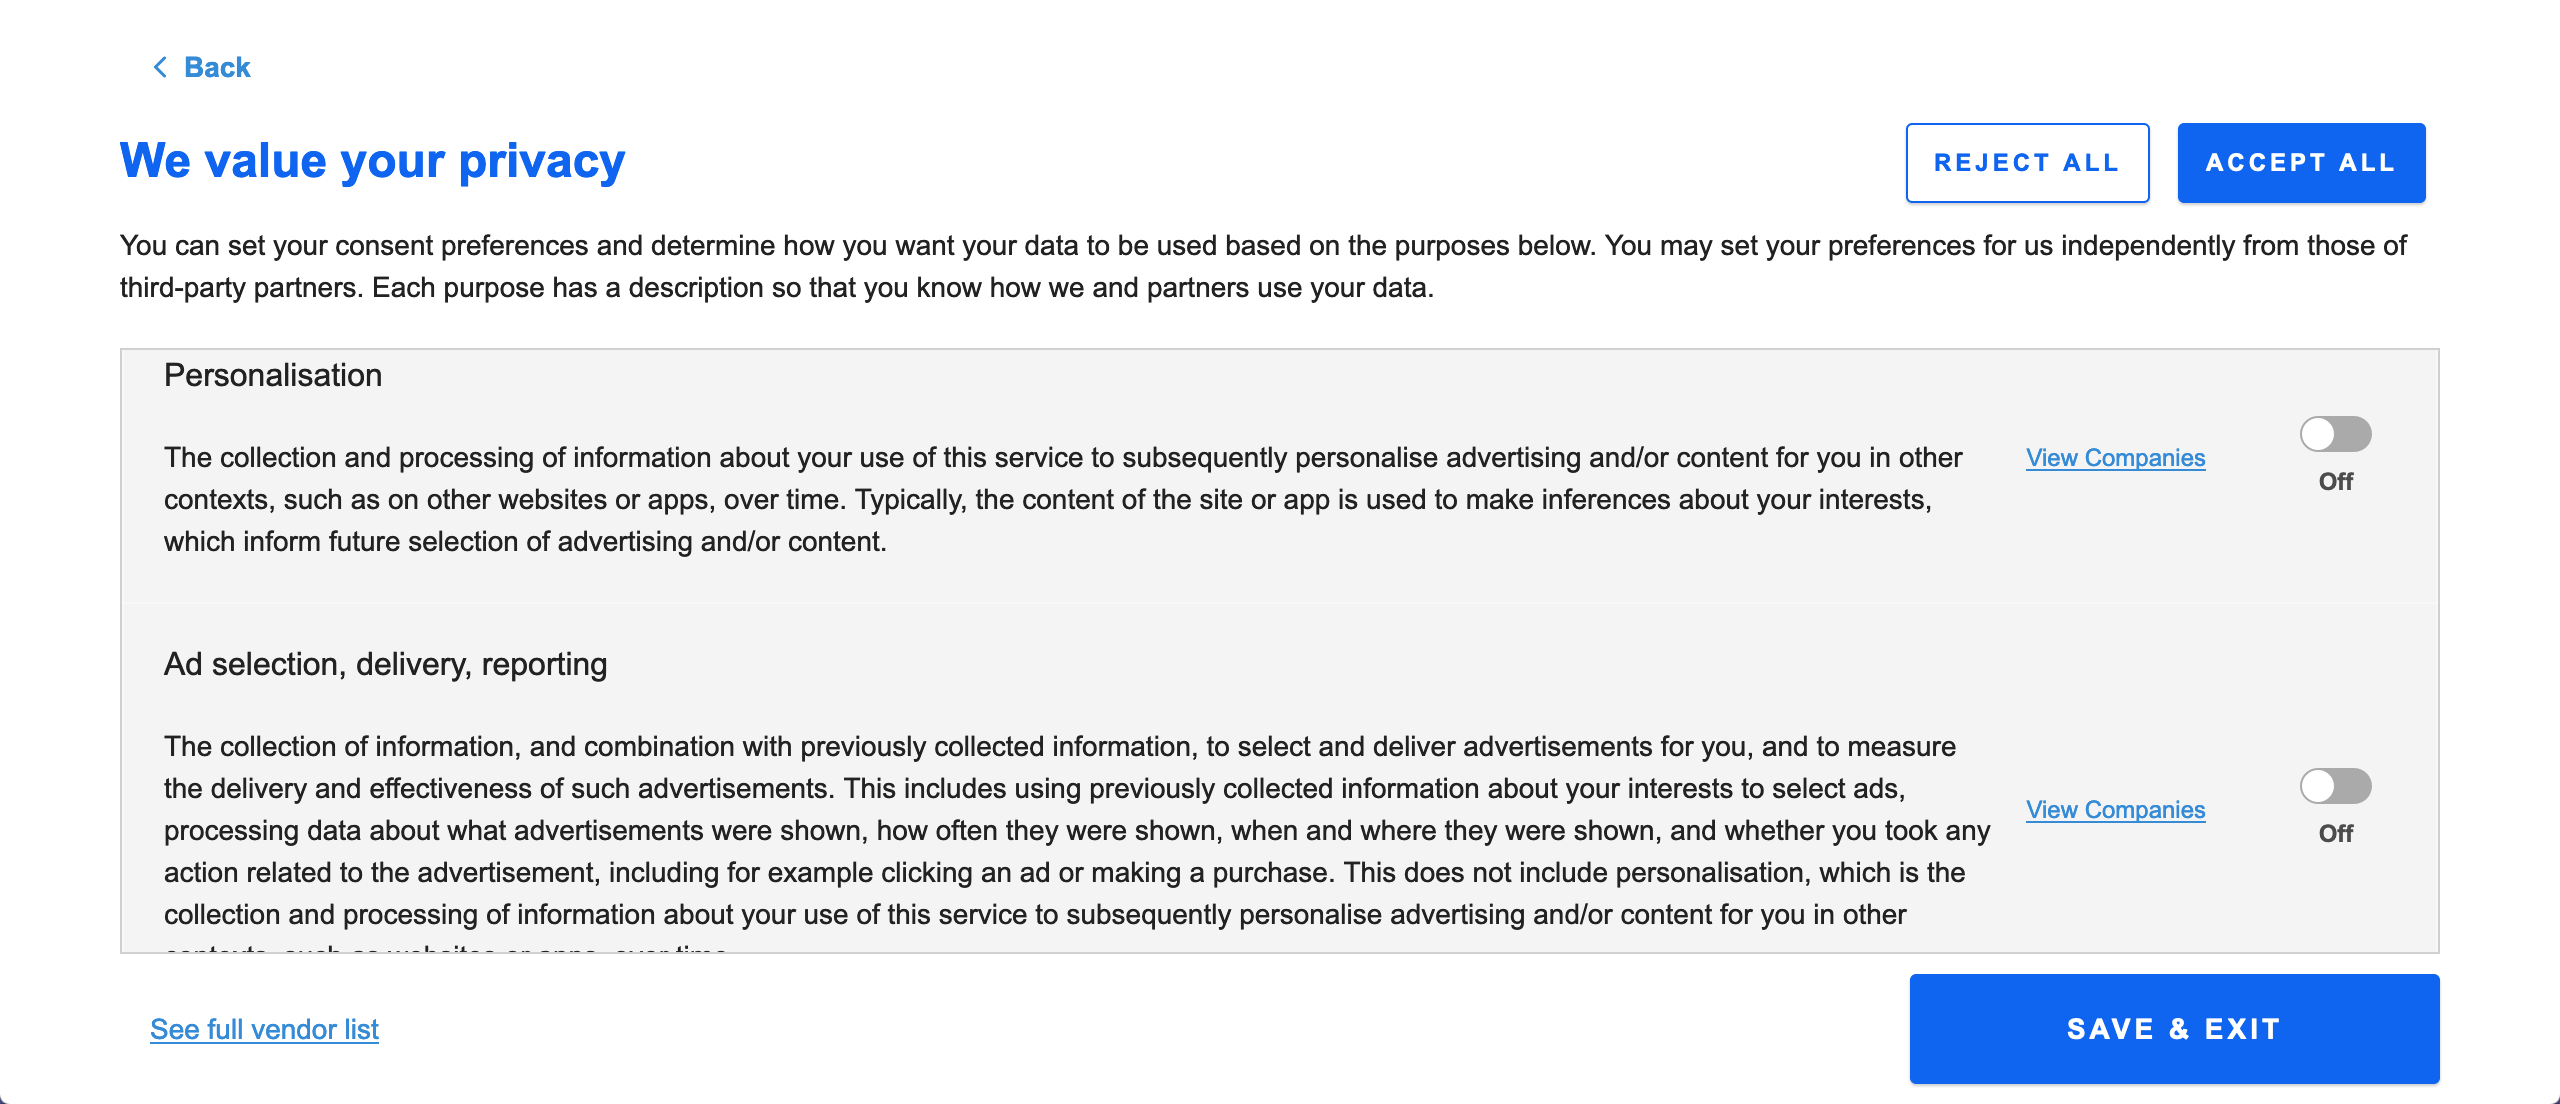 Back
We value your privacy
REJECT ALL
ACCEPT ALL
You can set your consent preferences and determine how you want your data to be used based on the purposes below. You may set your preferences for us independently from those of
third-party partners. Each purpose has a description so that you know how we and partners use your data.
Personalisation
The collection and processing of information about your use of this service to subsequently personalise advertising and/or content for you in other
contexts, such as on other websites or apps, over time. Typically, the content of the site or app is used to make inferences about your interests,
which inform future selection of advertising and/or content.
View Companies
Off
Ad selection, delivery, reporting
The collection of information, and combination with previously collected information, to select and deliver advertisements for you, and to measure
the delivery and effectiveness of such advertisements. This includes using previously collected information about your interests to select ads,
processing data about what advertisements were shown, how often they were shown, when and where they were shown, and whether you took any
action related to the advertisement, including for example clicking an ad or making a purchase. This does not include personalisation, which is the
collection and processing of information about your use of this service to subsequently personalise advertising and/or content for you in other
contexts, such as websites or apps, over time.
View Companies
Off
See full vendor list
SAVE & EXIT